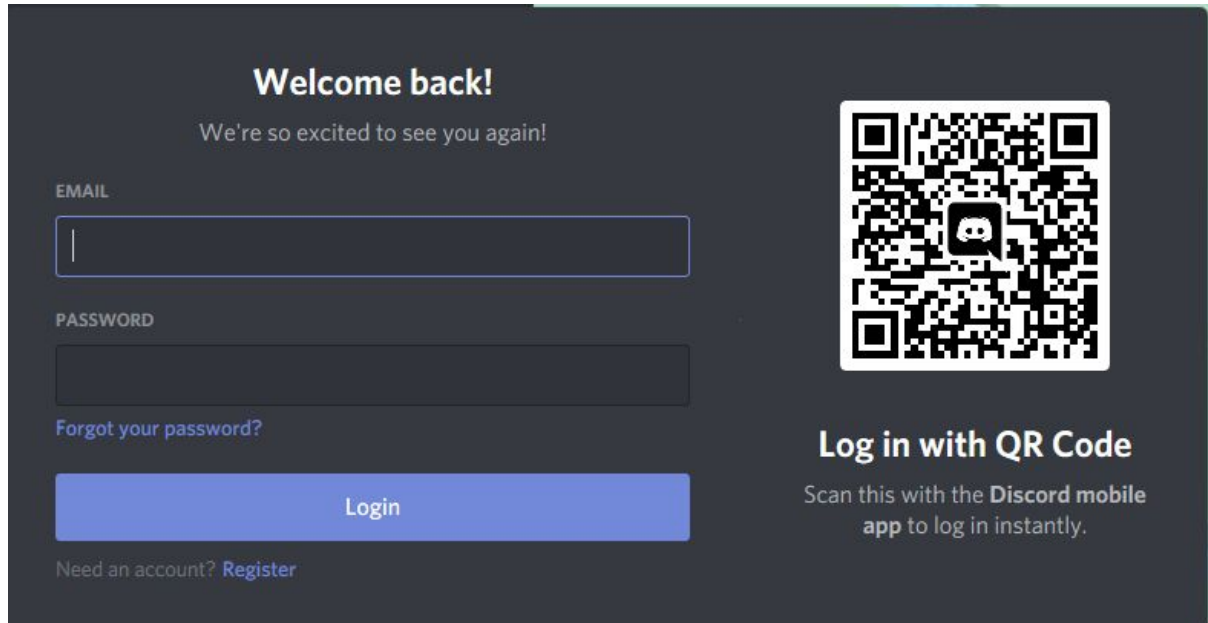 Welcome back!
We're so excited to see you again!
EMAIL
PASSWORD
Forgot your password?
Login
Need an account? Register
Log in with QR Code
Scan this with the Discord mobile
app to log in instantly.